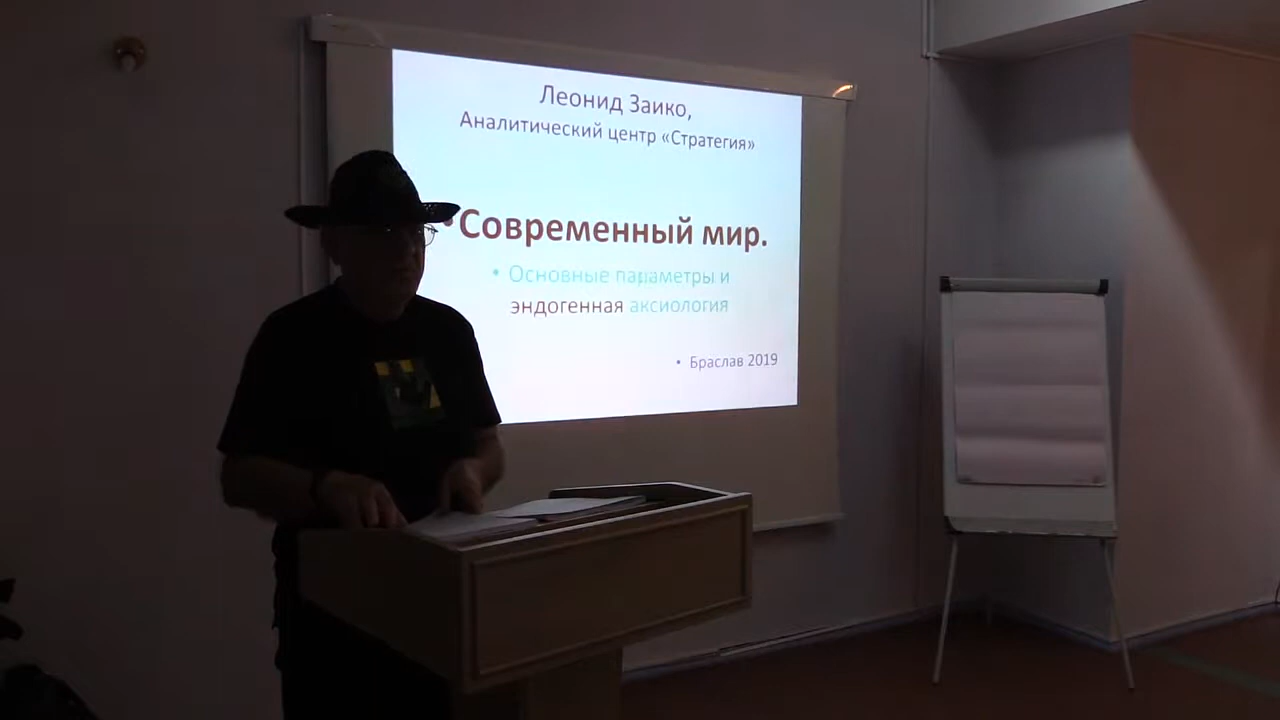 Леонид Заико,
Аналитический центр «Стратегия»
• Современный мир.
• Основные параметры и
эндогенная аксиология
• Браслав 2019